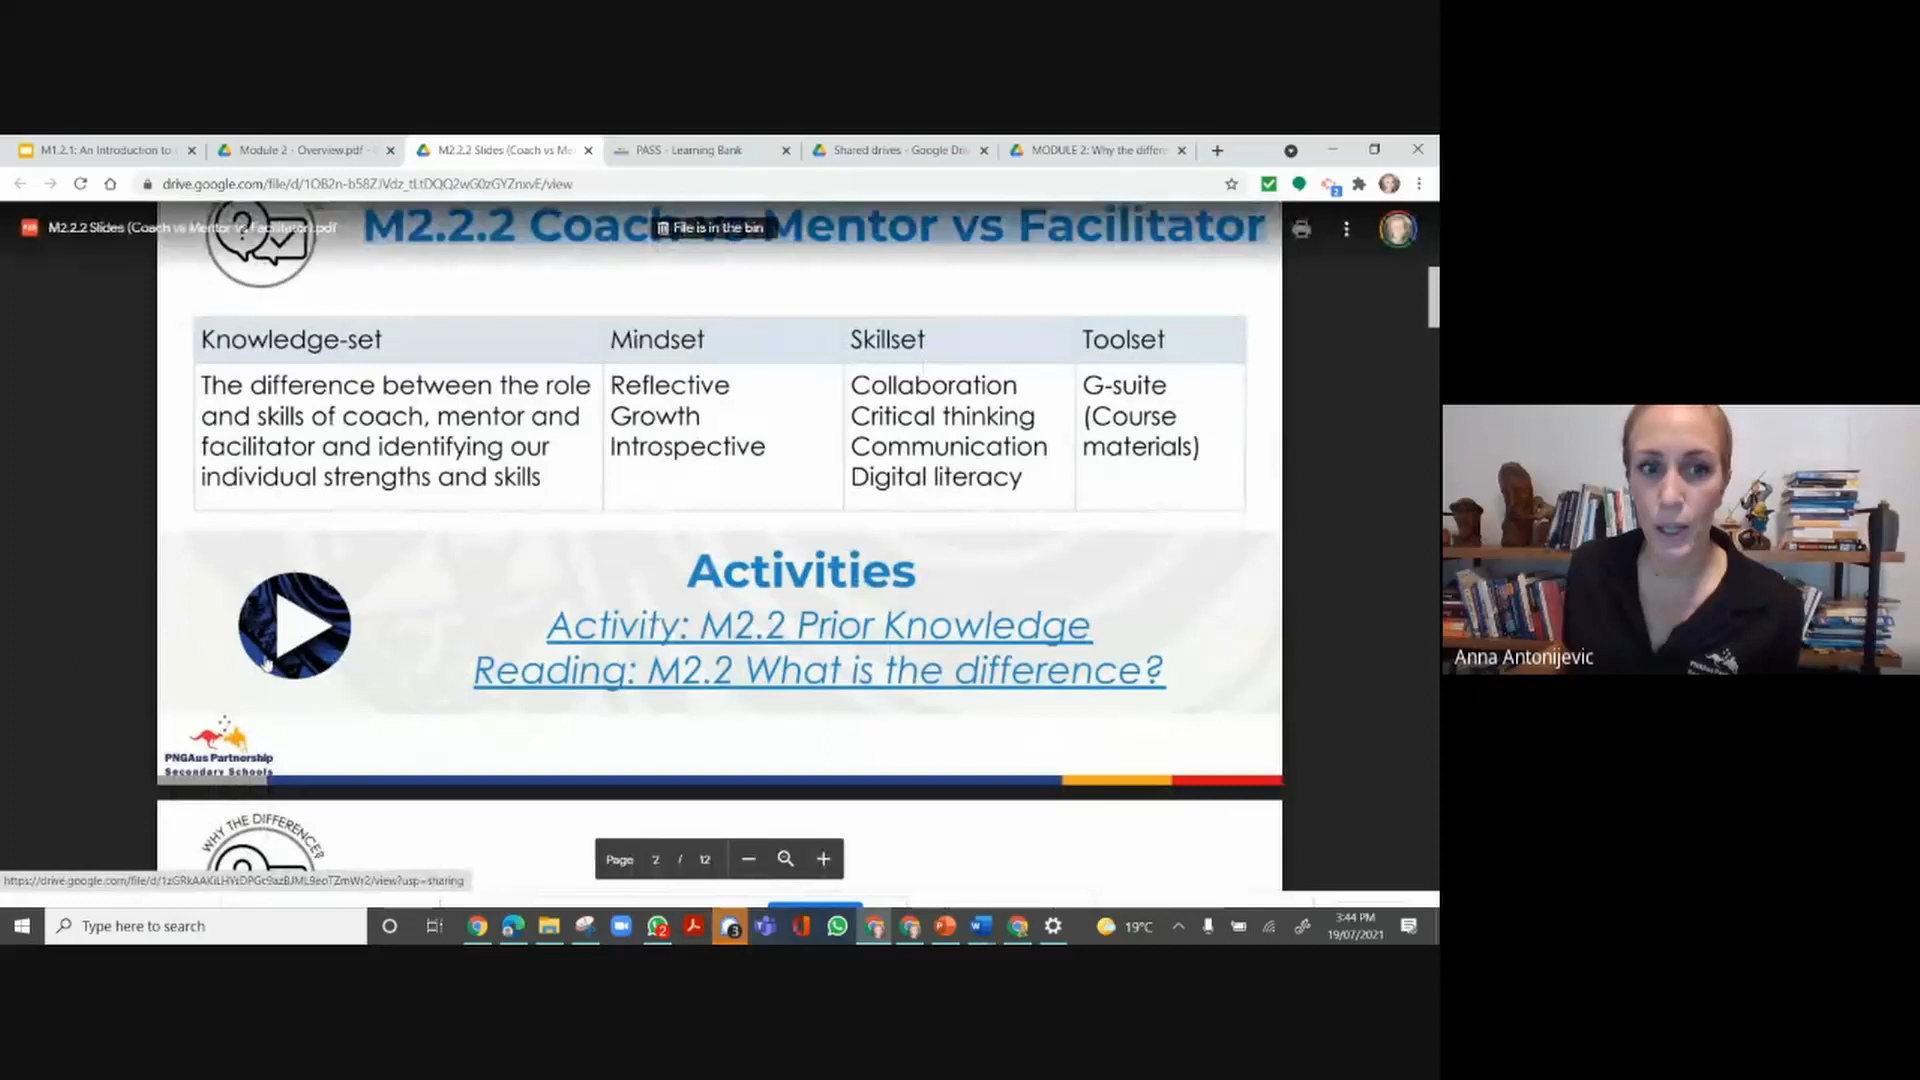 M1.2.1: An Introduction to
Module 2 - Overview.pdf -
M2.2.2 Slides (Coach vs Me
PASS - Learning Bank
Shared drives - Google Dri
MODULE 2: Why the differ
drive.google.com/file/d/1OB2n-b58ZJVdz_tLtDQQ2wG0zGYZnxvE/view
M2.2.2 Slides (Coach vs Mentor vs Facilitator).pdf
File is in the bin
M2.2.2 Coach vs Mentor vs Facilitator
Knowledge-set
Mindset
Skillset
Toolset
The difference between the role
and skills of coach, mentor and
facilitator and identifying our
individual strengths and skills
Reflective
Growth
Introspective
Collaboration
Critical thinking
Communication
Digital literacy
G-suite
(Course
materials)
Activities
Activity: M2.2 Prior Knowledge
Reading: M2.2 What is the difference?
PNGAus Partnership
Secondary Schools
WHY THE DIFFERENCE?
Page 2 / 12
Type here to search
2
3
19°C
3:44 PM
19/07/2021
Anna Antonijevic